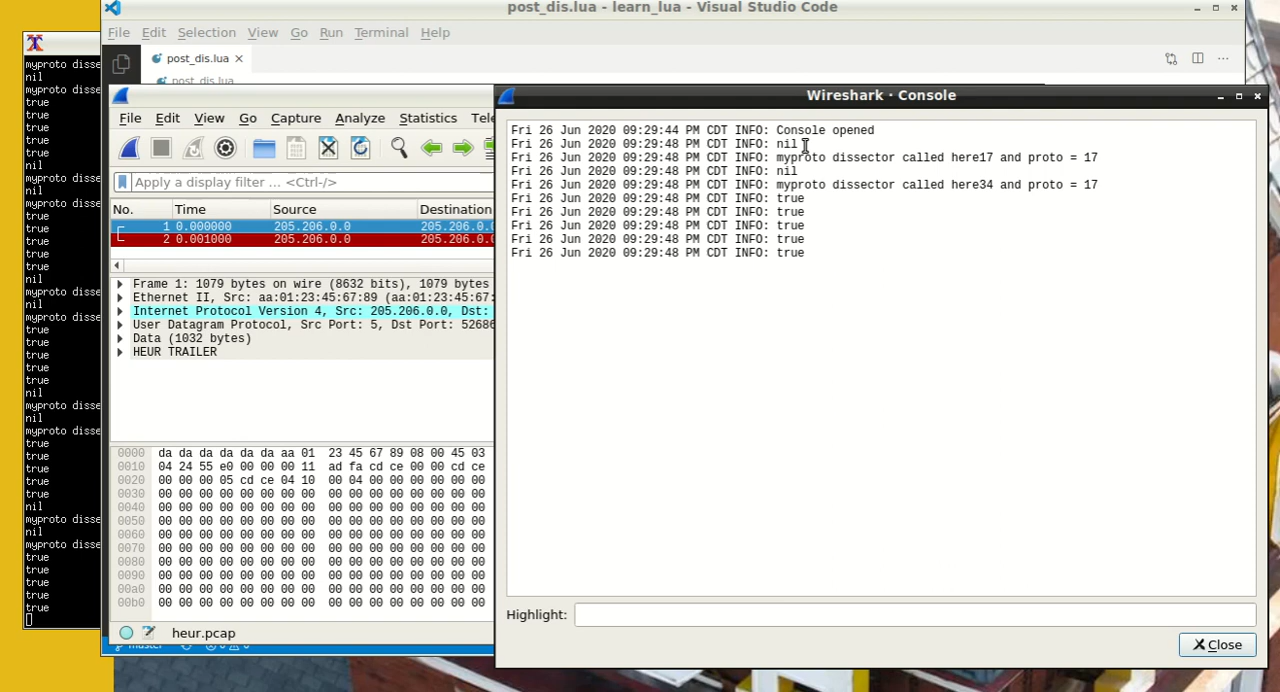 post_dis.lua - learn_lua - Visual Studio Code
File Edit Selection View Go Run Terminal Help
post_dis.lua ×
post_dis.lua
myproto disse
nil
myproto disse
true
true
true
true
true
nil
myproto disse
nil
myproto disse
true
true
true
true
true
nil
myproto disse
nil
myproto disse
true
true
true
true
true
nil
myproto disse
nil
myproto disse
true
true
true
true
true
nil
myproto disse
nil
myproto disse
true
true
true
true
true
File Edit View Go Capture Analyze Statistics Tele
Apply a display filter ... <Ctrl-/>
No. Time Source Destination
1 0.000000 205.206.0.0 205.206.0.
2 0.001000 205.206.0.0 205.206.0.
Frame 1: 1079 bytes on wire (8632 bits), 1079 bytes
Ethernet II, Src: aa:01:23:45:67:89 (aa:01:23:45:67:
Internet Protocol Version 4, Src: 205.206.0.0, Dst:
User Datagram Protocol, Src Port: 5, Dst Port: 52686
Data (1032 bytes)
HEUR TRAILER
0000 da da da da da da aa 01 23 45 67 89 08 00 45 03
0010 04 24 55 e0 00 00 00 11 ad fa cd ce 00 00 cd ce
0020 00 00 00 05 cd ce 04 10 00 04 00 00 00 00 00 00
0030 00 00 00 00 00 00 00 00 00 00 00 00 00 00 00 00
0040 00 00 00 00 00 00 00 00 00 00 00 00 00 00 00 00
0050 00 00 00 00 00 00 00 00 00 00 00 00 00 00 00 00
0060 00 00 00 00 00 00 00 00 00 00 00 00 00 00 00 00
0070 00 00 00 00 00 00 00 00 00 00 00 00 00 00 00 00
0080 00 00 00 00 00 00 00 00 00 00 00 00 00 00 00 00
0090 00 00 00 00 00 00 00 00 00 00 00 00 00 00 00 00
00a0 00 00 00 00 00 00 00 00 00 00 00 00 00 00 00 00
00b0 00 00 00 00 00 00 00 00 00 00 00 00 00 00 00 00
heur.pcap
master
Wireshark · Console
Fri 26 Jun 2020 09:29:44 PM CDT INFO: Console opened
Fri 26 Jun 2020 09:29:48 PM CDT INFO: nil
Fri 26 Jun 2020 09:29:48 PM CDT INFO: myproto dissector called here17 and proto = 17
Fri 26 Jun 2020 09:29:48 PM CDT INFO: nil
Fri 26 Jun 2020 09:29:48 PM CDT INFO: myproto dissector called here34 and proto = 17
Fri 26 Jun 2020 09:29:48 PM CDT INFO: true
Fri 26 Jun 2020 09:29:48 PM CDT INFO: true
Fri 26 Jun 2020 09:29:48 PM CDT INFO: true
Fri 26 Jun 2020 09:29:48 PM CDT INFO: true
Fri 26 Jun 2020 09:29:48 PM CDT INFO: true
Highlight:
Close